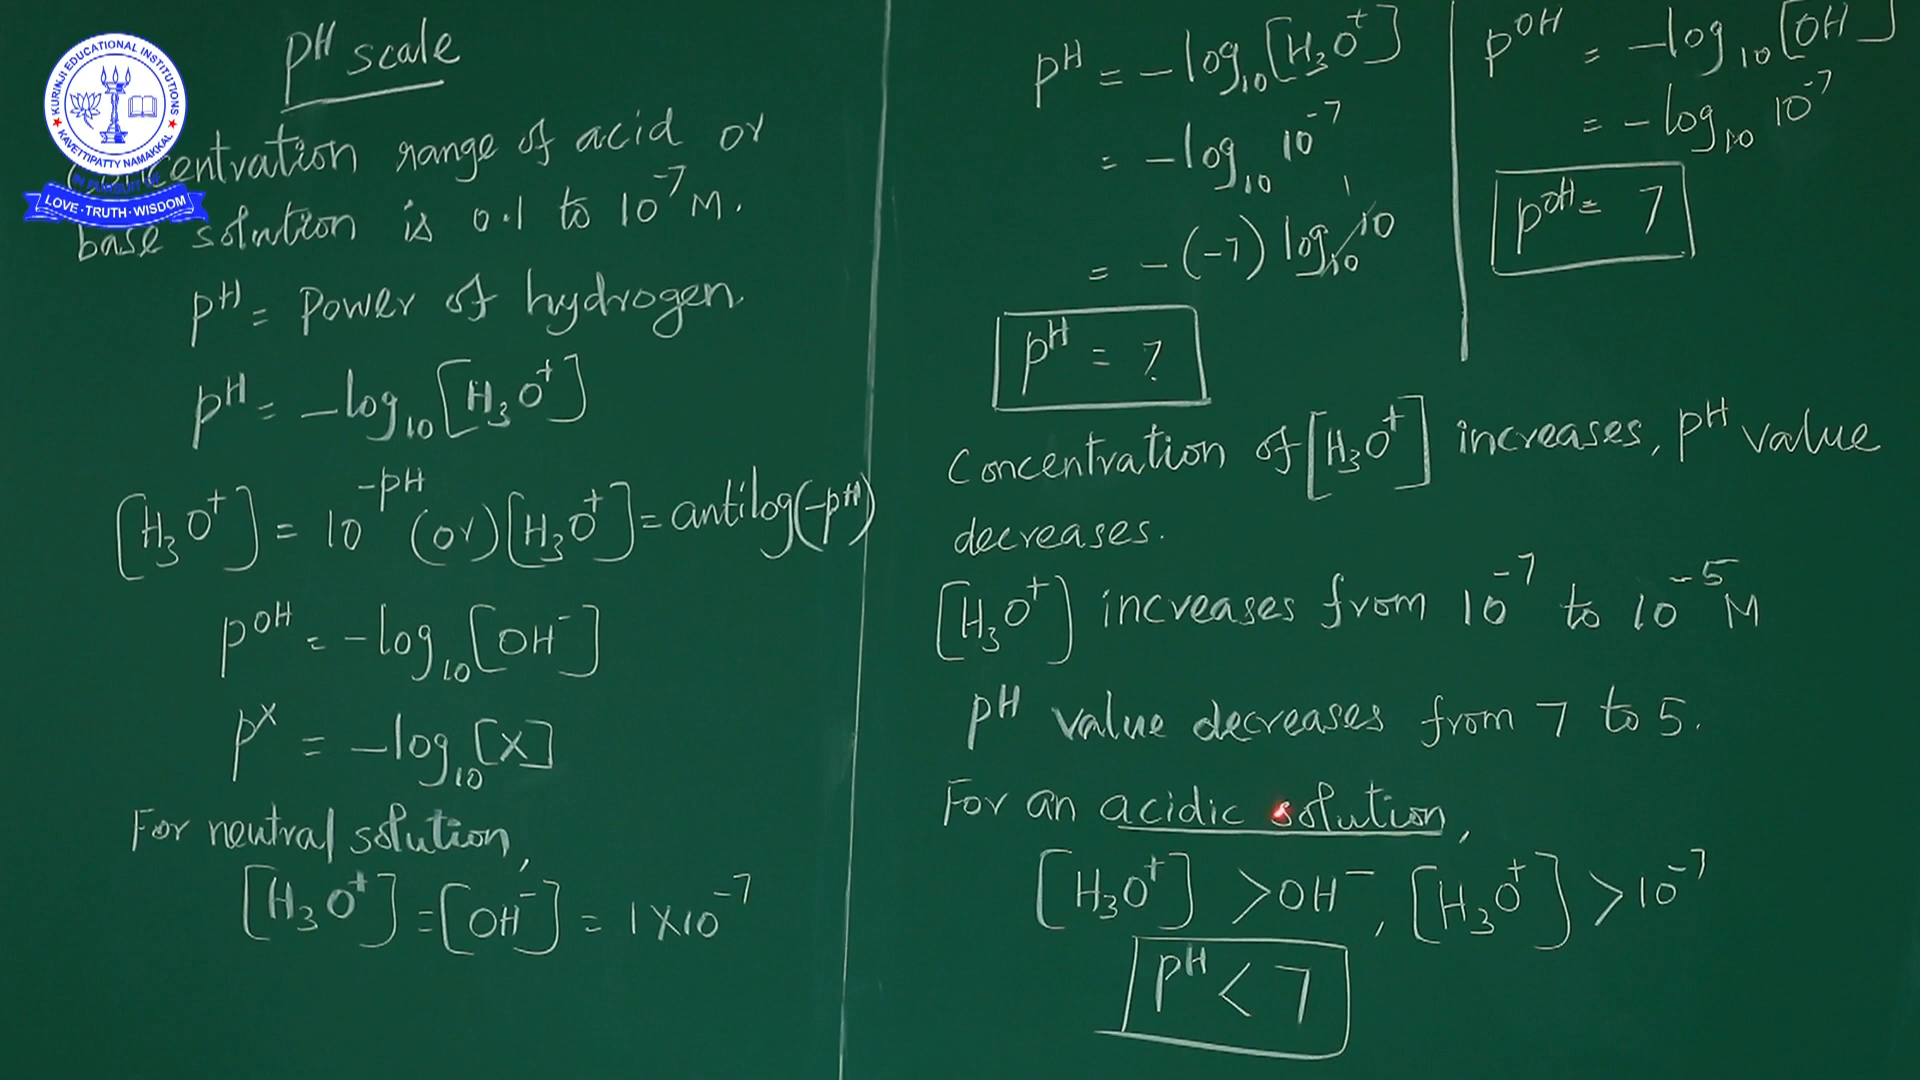 KURINJI EDUCATIONAL INSTITUTIONS
KAVETTIPATTY NAMAKKAL
IN PURSUIT OF
LOVE · TRUTH · WISDOM
pH scale
Concentration range of acid or
base solution is 0.1 to 10⁻⁷ M.
pH = Power of hydrogen.
pH = -log₁₀ [H₃O⁺]
[H₃O⁺] = 10^-pH (or) [H₃O⁺] = antilog(-pH)
pOH = -log₁₀ [OH⁻]
pX = -log₁₀ [X]
For neutral solution,
[H₃O⁺] = [OH⁻] = 1 × 10⁻⁷
pH = -log₁₀ [H₃O⁺]
= -log₁₀ 10⁻⁷
1
= -(-7) log₁₀ 10
pH = ?
pOH = -log₁₀ [OH⁻]
= -log₁₀ 10⁻⁷
pOH = 7
Concentration of [H₃O⁺] increases, pH value
decreases.
[H₃O⁺] increases from 10⁻⁷ to 10⁻⁵ M
pH value decreases from 7 to 5.
For an acidic solution,
[H₃O⁺] > OH⁻, [H₃O⁺] > 10⁻⁷
pH < 7